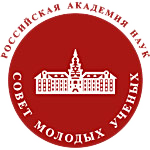 РОССИЙСКАЯ АКАДЕМИЯ НАУК
СОВЕТ МОЛОДЫХ УЧЕНЫХ